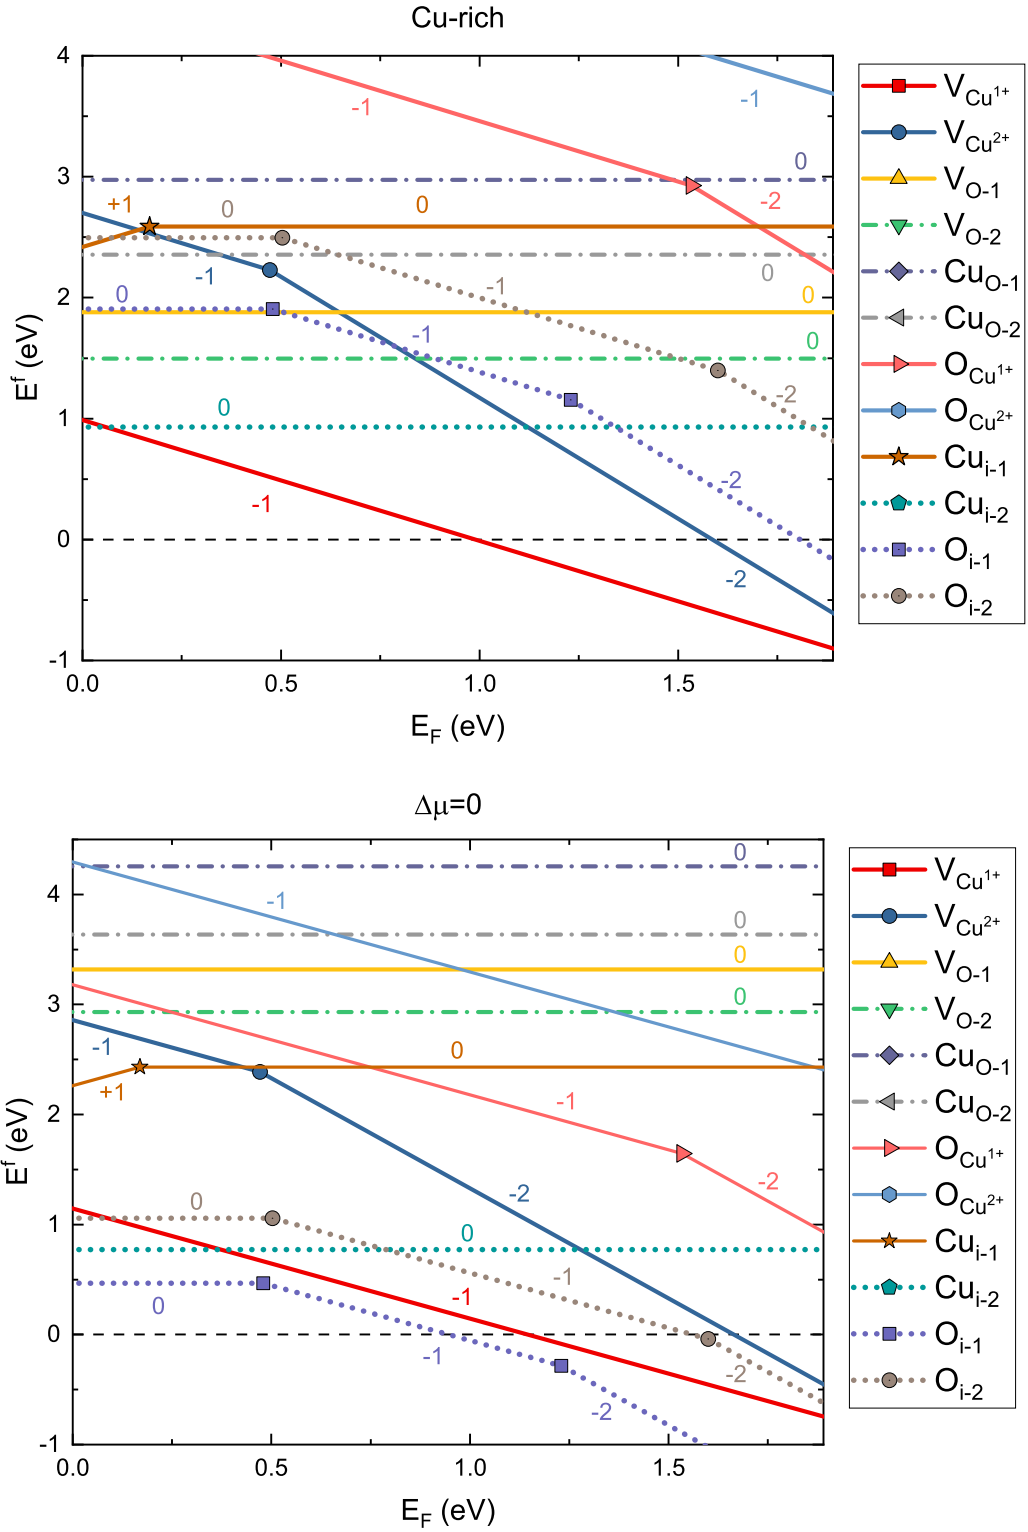 Cu-rich
4
-1
-1
3
0
-2
+1
0
0
0
-1
-1
2
0
0
-1
0
-2
1
0
-2
-1
0
-2
-1
0.0
0.5
1.0
1.5
E^f (eV)
E_F (eV)
V_Cu¹⁺
V_Cu²⁺
V_O-1
V_O-2
Cu_O-1
Cu_O-2
O_Cu¹⁺
O_Cu²⁺
Cu_i-1
Cu_i-2
O_i-1
O_i-2
Δμ=0
0
4
-1
0
0
3
0
-1
0
+1
-1
2
-2
-2
0
1
0
-1
0
-1
0
-1
-2
-2
-1
0.0
0.5
1.0
1.5
E^f (eV)
E_F (eV)
V_Cu¹⁺
V_Cu²⁺
V_O-1
V_O-2
Cu_O-1
Cu_O-2
O_Cu¹⁺
O_Cu²⁺
Cu_i-1
Cu_i-2
O_i-1
O_i-2